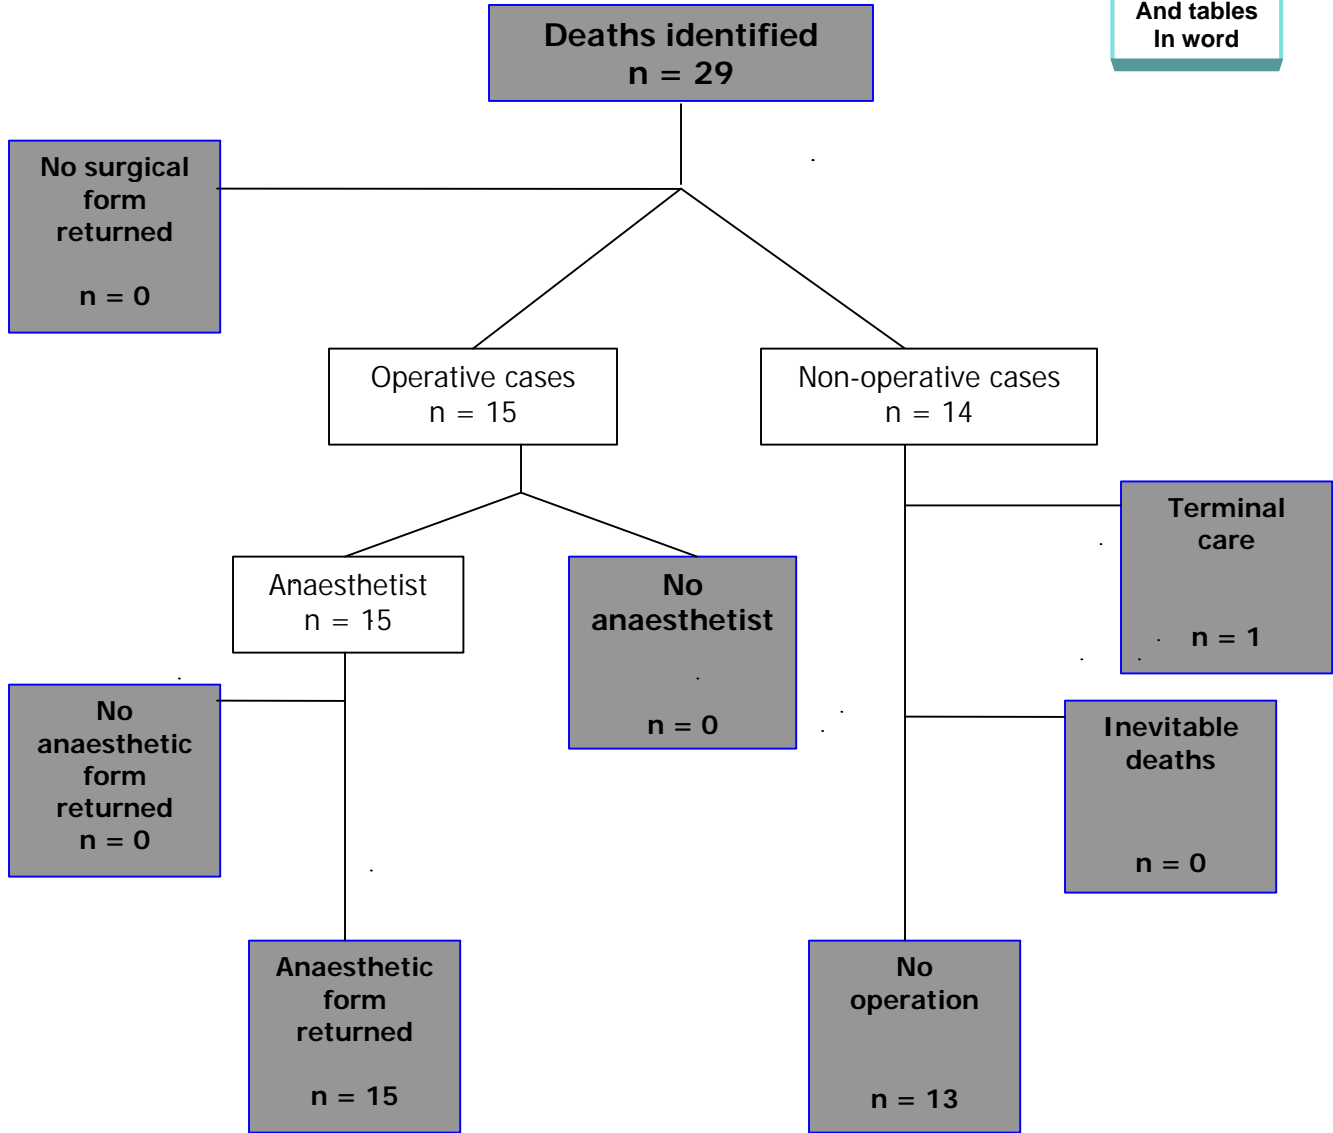 And tables
In word
Deaths identified
n = 29
No surgical
form
returned
n = 0
Operative cases
n = 15
Non-operative cases
n = 14
Terminal
care
n = 1
Anaesthetist
n = 15
No
anaesthetist
n = 0
No
anaesthetic
form
returned
n = 0
Inevitable
deaths
n = 0
Anaesthetic
form
returned
n = 15
No
operation
n = 13